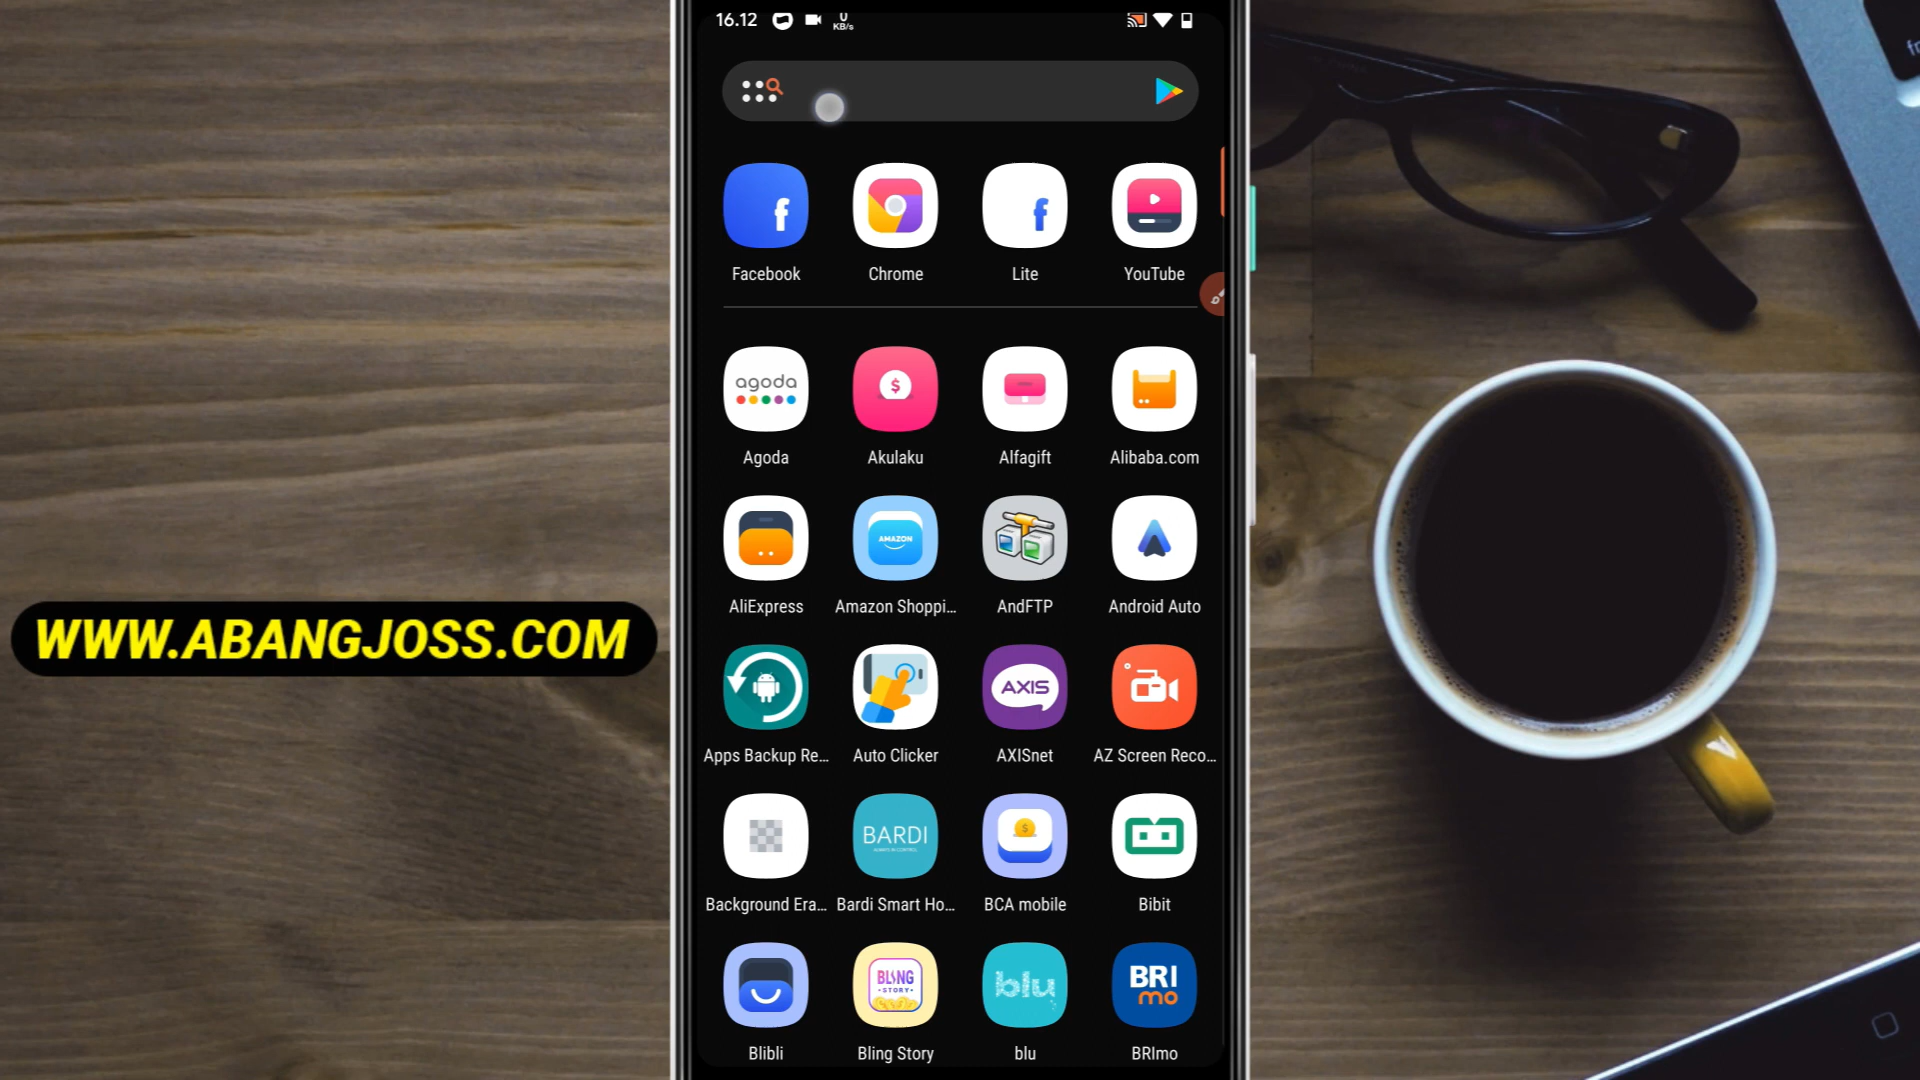 16.12
KB/s
Facebook Chrome Lite YouTube
agoda
Agoda Akulaku Alfagift Alibaba.com
AMAZON
AliExpress Amazon Shoppi... AndFTP Android Auto
AXIS
Apps Backup Re... Auto Clicker AXISnet AZ Screen Reco...
BARDI
Background Era... Bardi Smart Ho... BCA mobile Bibit
BLING
STORY
blu
BRI
mo
Blibli Bling Story blu BRImo
WWW.ABANGJOSS.COM